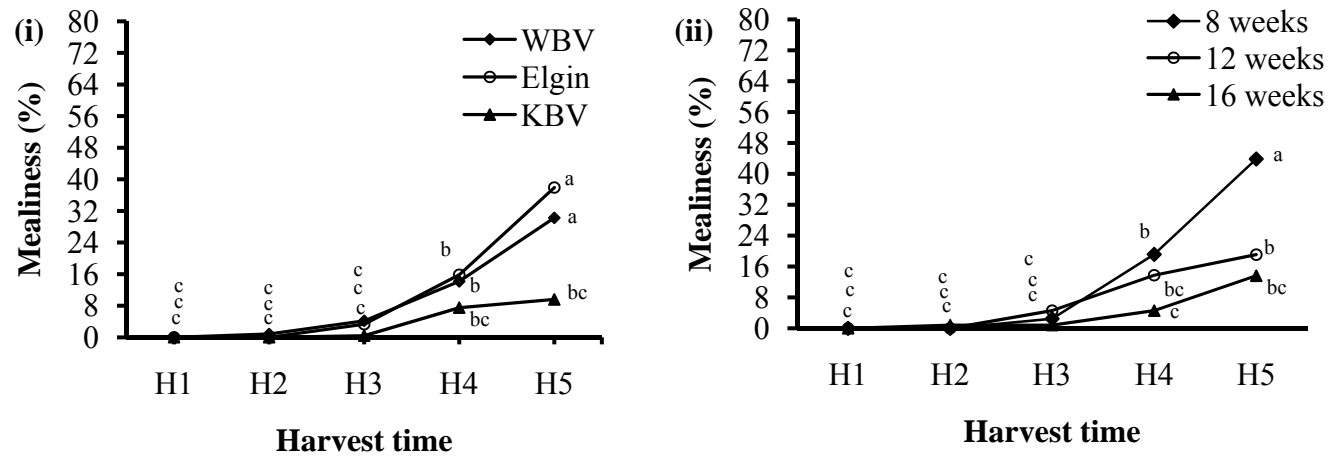 (i)
Mealiness (%)
80
72
64
56
48
40
32
24
16
8
0
WBV
Elgin
KBV
c
c
c
c
c
c
c
c
c
b
b
bc
a
a
bc
H1 H2 H3 H4 H5
Harvest time
(ii)
Mealiness (%)
80
72
64
56
48
40
32
24
16
8
0
8 weeks
12 weeks
16 weeks
c
c
c
c
c
c
c
c
c
b
bc
c
a
b
bc
H1 H2 H3 H4 H5
Harvest time